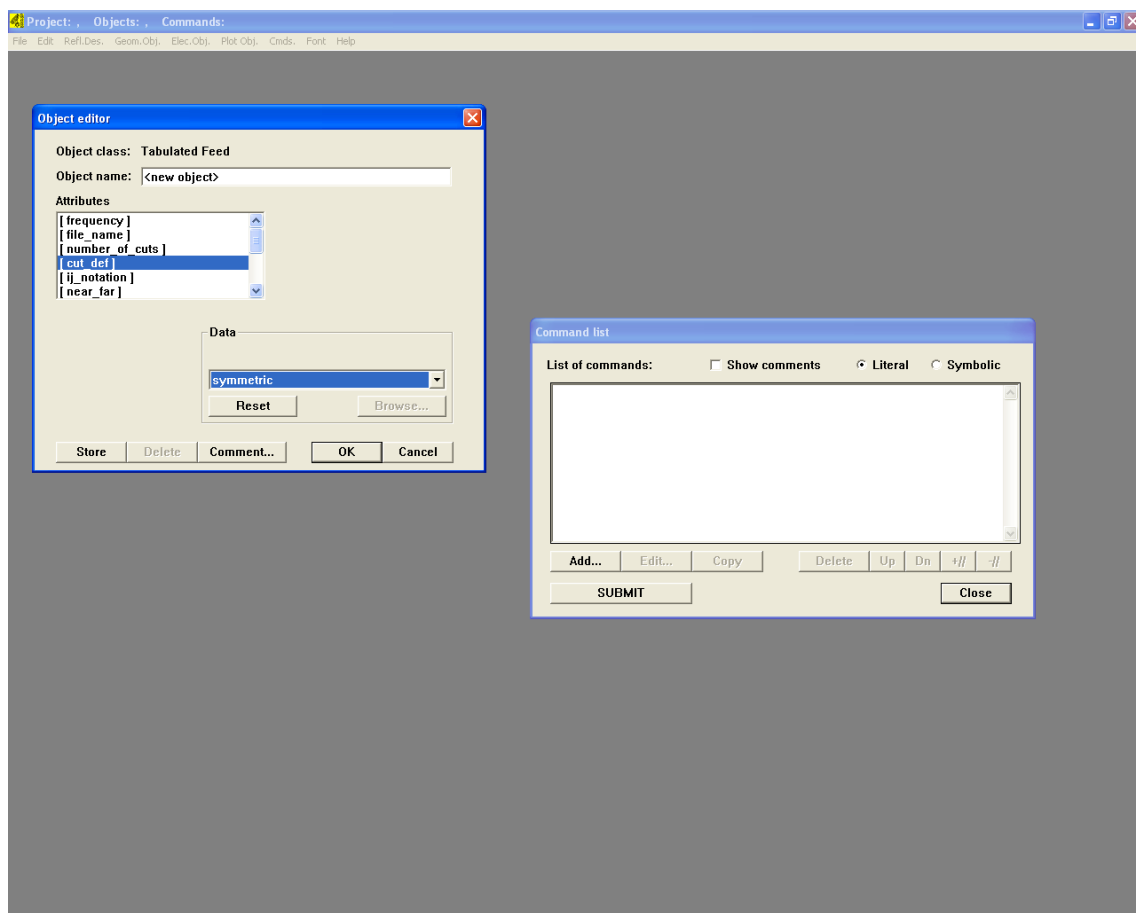 Project: , Objects: , Commands:
File Edit Refl.Des. Geom.Obj. Elec.Obj. Plot Obj. Cmds. Font Help
Object editor
Object class: Tabulated Feed
Object name: <new object>
Attributes
[ frequency ]
[ file_name ]
[ number_of_cuts ]
[ cut_def ]
[ ij_notation ]
[ near_far ]
Data
symmetric
Reset Browse...
Store Delete Comment... OK Cancel
Command list
List of commands: Show comments Literal Symbolic
Add... Edit... Copy Delete Up Dn +// -//
SUBMIT Close